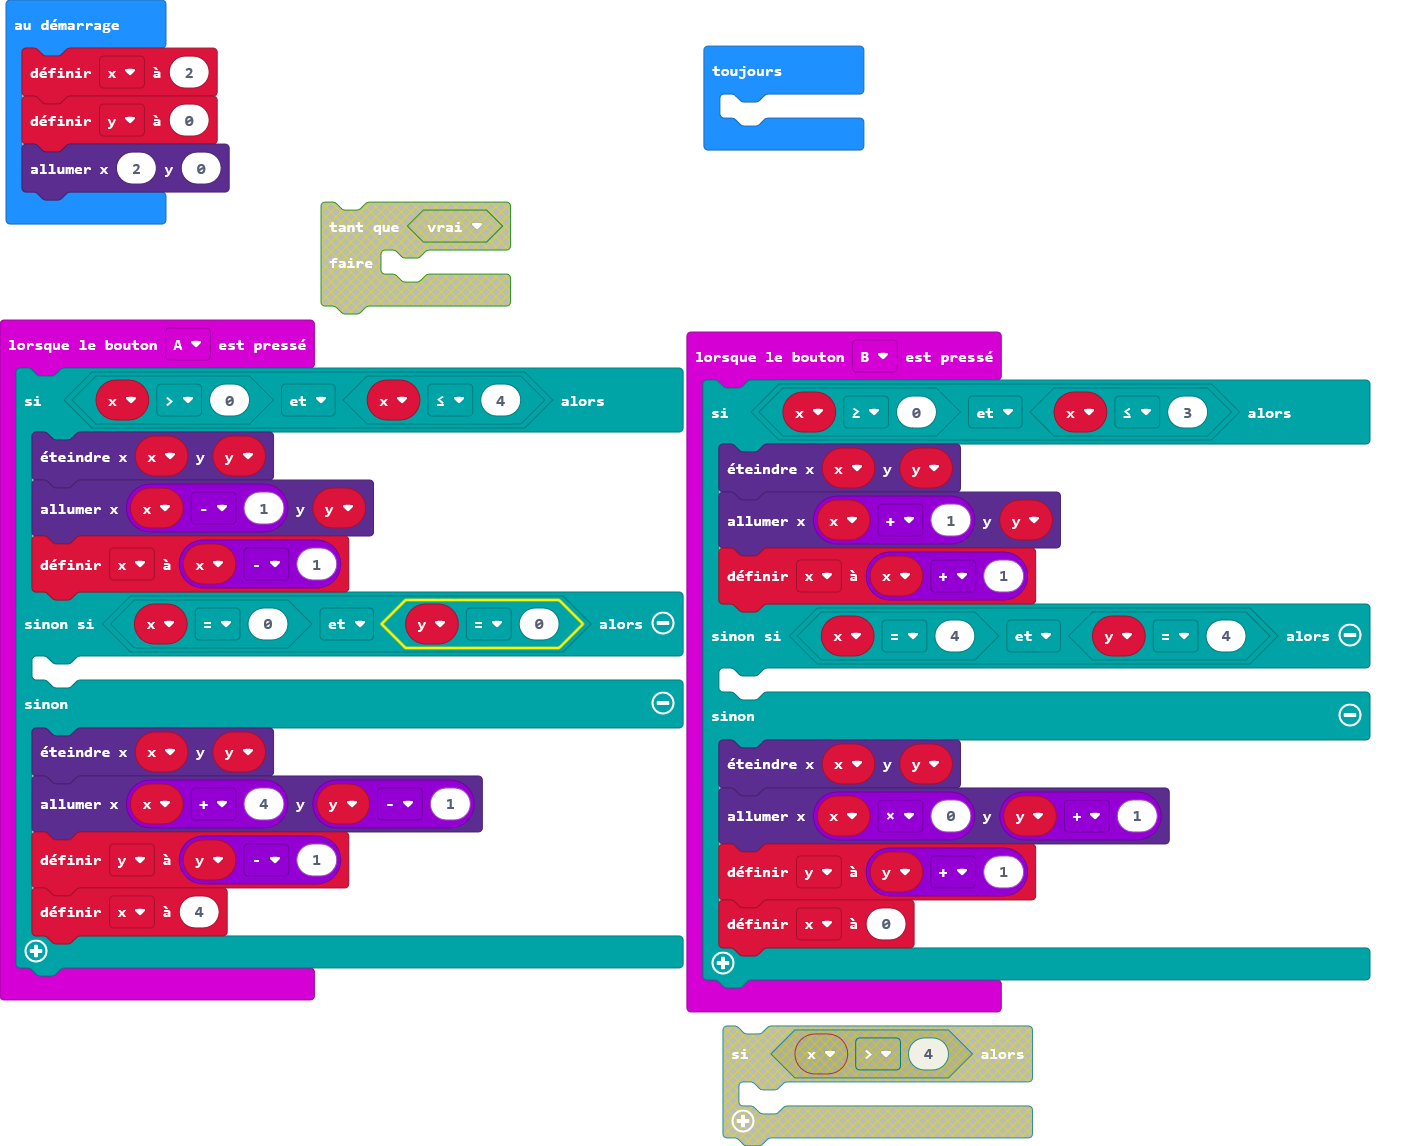 au démarrage
définir x à 2
définir y à 0
allumer x 2 y 0
toujours
tant que vrai
faire
lorsque le bouton A est pressé
si x > 0 et x ≤ 4 alors
éteindre x x y y
allumer x x - 1 y y
définir x à x - 1
sinon si x = 0 et y = 0 alors
sinon
éteindre x x y y
allumer x x + 4 y y - 1
définir y à y - 1
définir x à 4
lorsque le bouton B est pressé
si x ≥ 0 et x ≤ 3 alors
éteindre x x y y
allumer x x + 1 y y
définir x à x + 1
sinon si x = 4 et y = 4 alors
sinon
éteindre x x y y
allumer x x × 0 y y + 1
définir y à y + 1
définir x à 0
si x > 4 alors